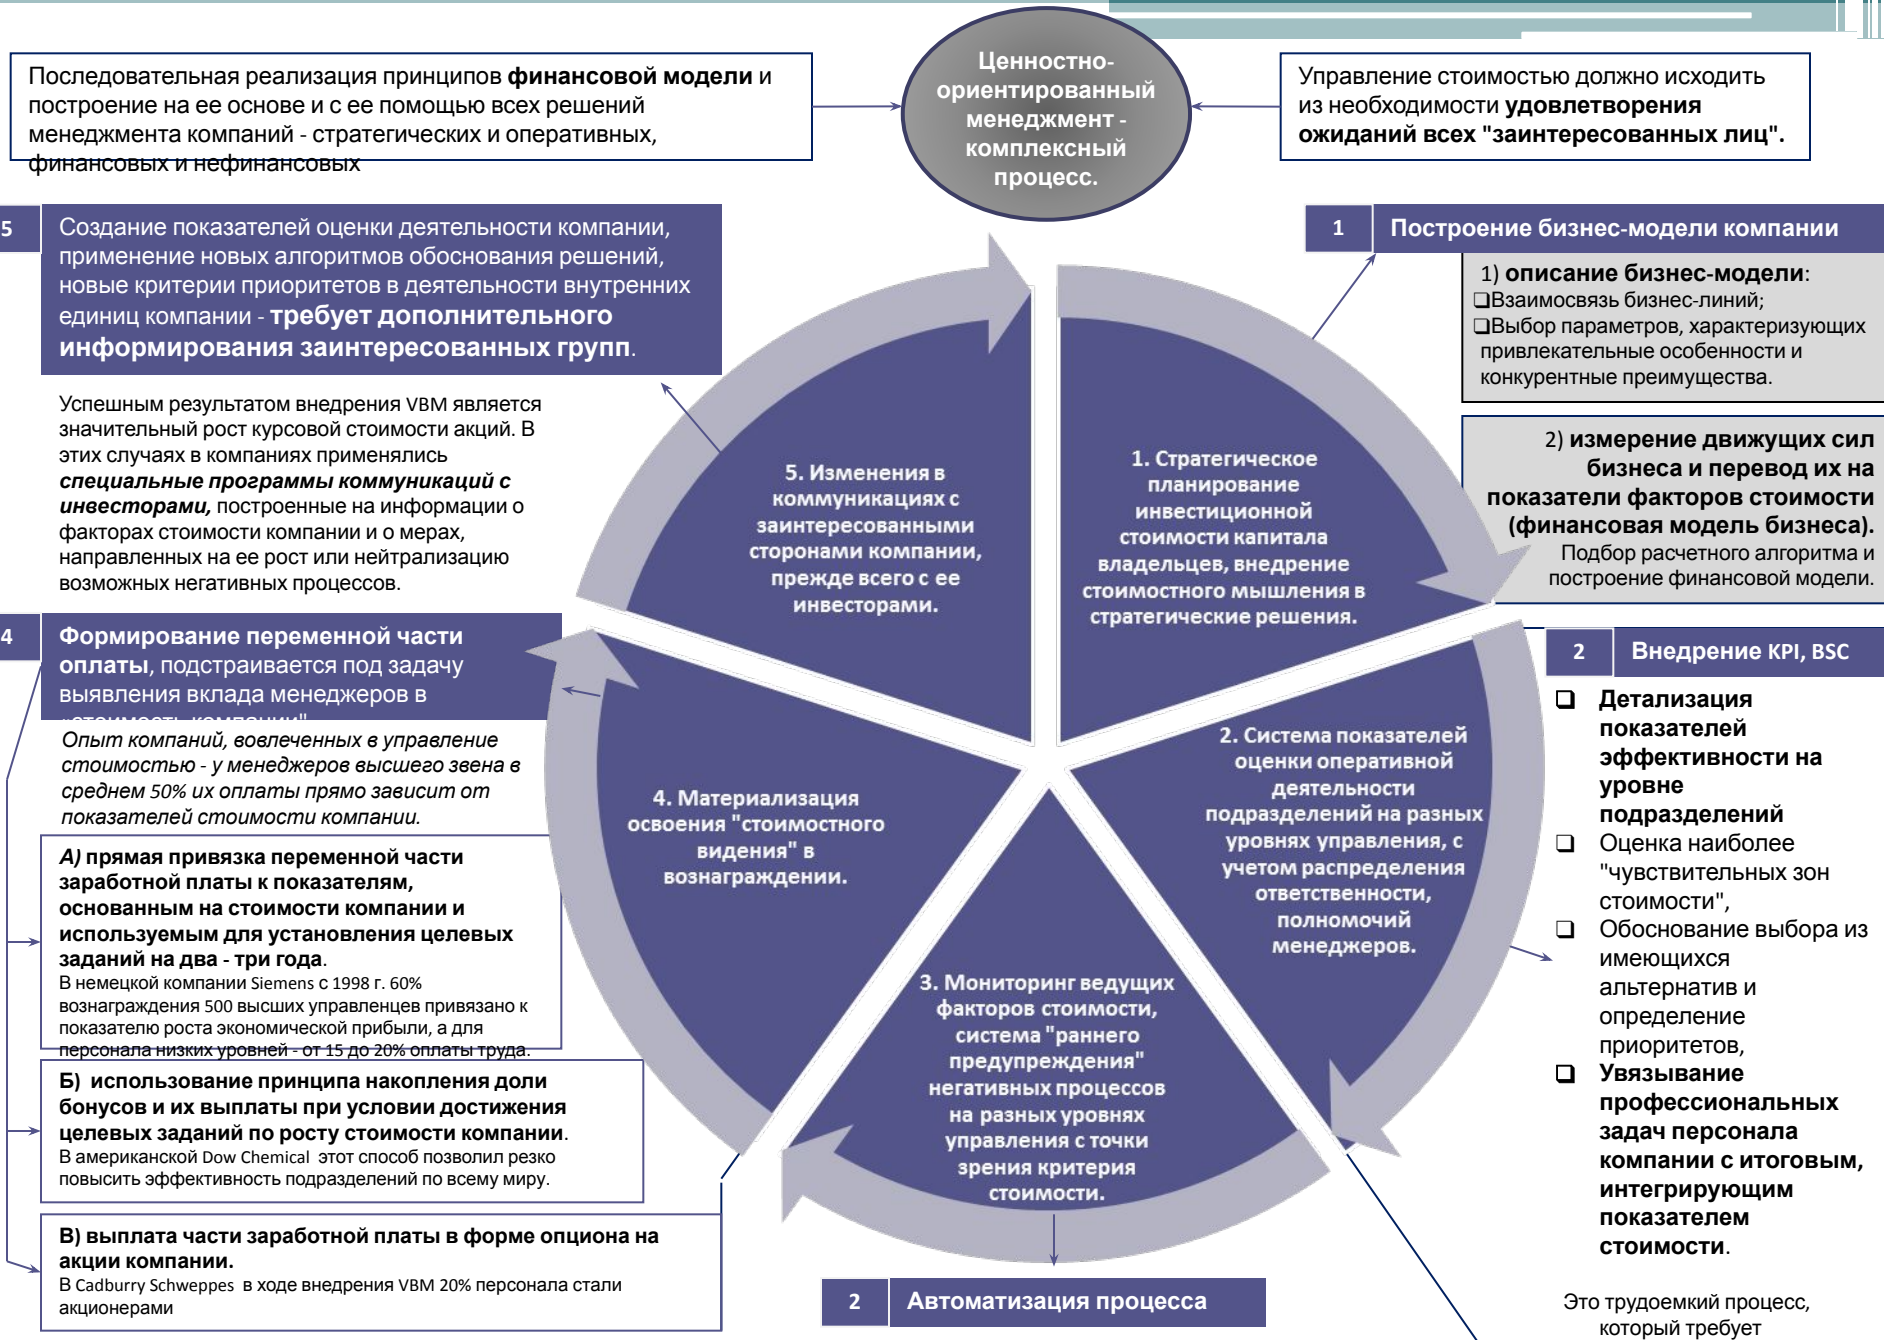 Ценностно-
ориентированный
менеджмент -
комплексный
процесс.
Последовательная реализация принципов финансовой модели и
построение на ее основе и с ее помощью всех решений
менеджмента компаний - стратегических и оперативных,
финансовых и нефинансовых
Управление стоимостью должно исходить
из необходимости удовлетворения
ожиданий всех "заинтересованных лиц".
5
Создание показателей оценки деятельности компании,
применение новых алгоритмов обоснования решений,
новые критерии приоритетов в деятельности внутренних
единиц компании - требует дополнительного
информирования заинтересованных групп.
Успешным результатом внедрения VBM является
значительный рост курсовой стоимости акций. В
этих случаях в компаниях применялись
специальные программы коммуникаций с
инвесторами, построенные на информации о
факторах стоимости компании и о мерах,
направленных на ее рост или нейтрализацию
возможных негативных процессов.
4
Формирование переменной части
оплаты, подстраивается под задачу
выявления вклада менеджеров в
«стоимость компании"
Опыт компаний, вовлеченных в управление
стоимостью - у менеджеров высшего звена в
среднем 50% их оплаты прямо зависит от
показателей стоимости компании.
А) прямая привязка переменной части
заработной платы к показателям,
основанным на стоимости компании и
используемым для установления целевых
заданий на два - три года.
В немецкой компании Siemens с 1998 г. 60%
вознаграждения 500 высших управленцев привязано к
показателю роста экономической прибыли, а для
персонала низких уровней - от 15 до 20% оплаты труда.
Б) использование принципа накопления доли
бонусов и их выплаты при условии достижения
целевых заданий по росту стоимости компании.
В американской Dow Chemical этот способ позволил резко
повысить эффективность подразделений по всему миру.
В) выплата части заработной платы в форме опциона на
акции компании.
В Cadburry Schweppes в ходе внедрения VBM 20% персонала стали
акционерами
5. Изменения в
коммуникациях с
заинтересованными
сторонами компании,
прежде всего с ее
инвесторами.
1. Стратегическое
планирование
инвестиционной
стоимости капитала
владельцев, внедрение
стоимостного мышления в
стратегические решения.
4. Материализация
освоения "стоимостного
видения" в
вознаграждении.
2. Система показателей
оценки оперативной
деятельности
подразделений на разных
уровнях управления, с
учетом распределения
ответственности,
полномочий
менеджеров.
3. Мониторинг ведущих
факторов стоимости,
система "раннего
предупреждения"
негативных процессов
на разных уровнях
управления с точки
зрения критерия
стоимости.
2
Автоматизация процесса
1
Построение бизнес-модели компании
1) описание бизнес-модели:
❑Взаимосвязь бизнес-линий;
❑Выбор параметров, характеризующих
привлекательные особенности и
конкурентные преимущества.
2) измерение движущих сил
бизнеса и перевод их на
показатели факторов стоимости
(финансовая модель бизнеса).
Подбор расчетного алгоритма и
построение финансовой модели.
2
Внедрение KPI, BSC
❑ Детализация
показателей
эффективности на
уровне
подразделений
❑ Оценка наиболее
"чувствительных зон
стоимости",
❑ Обоснование выбора из
имеющихся
альтернатив и
определение
приоритетов,
❑ Увязывание
профессиональных
задач персонала
компании с итоговым,
интегрирующим
показателем
стоимости.
Это трудоемкий процесс,
который требует